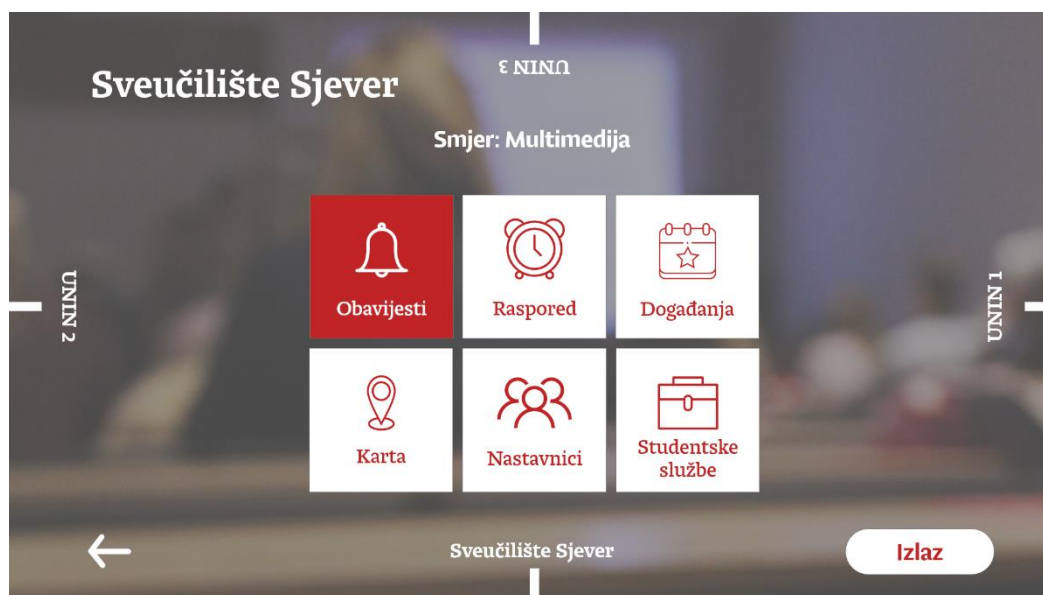 UNIN 3
Sveučilište Sjever
Smjer: Multimedija
Obavijesti
Raspored
Događanja
UNIN 2
UNIN 1
Karta
Nastavnici
Studentske
službe
Sveučilište Sjever
Izlaz